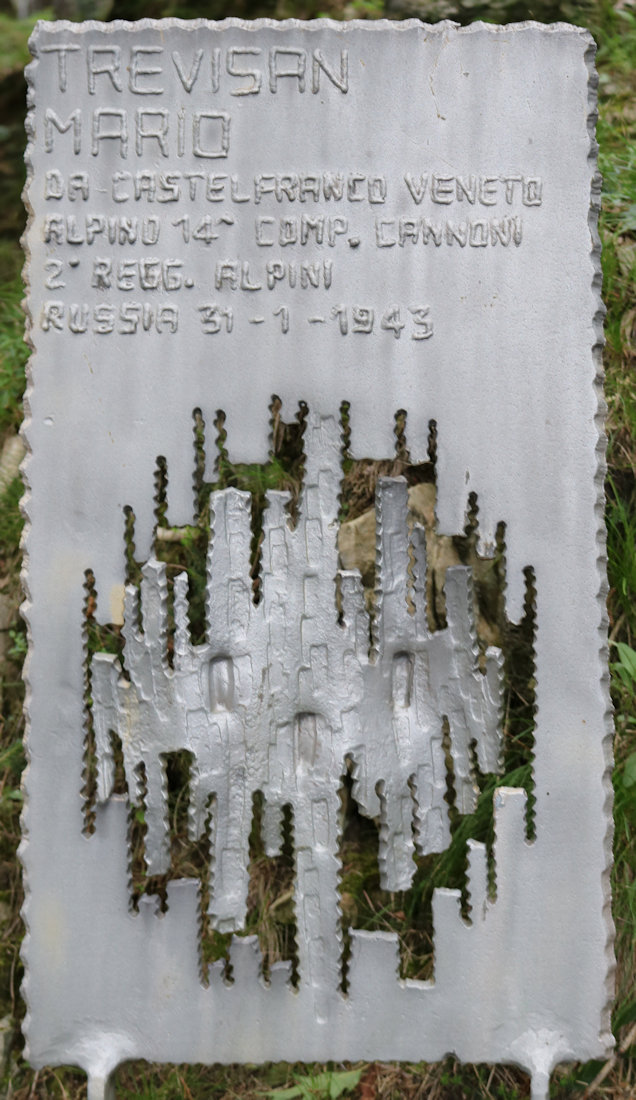 TREVISAN
MARIO
DA CASTELFRANCO VENETO
ALPINO 14^ COMP. CANNONI
2° REGG. ALPINI
RUSSIA 31-1-1943